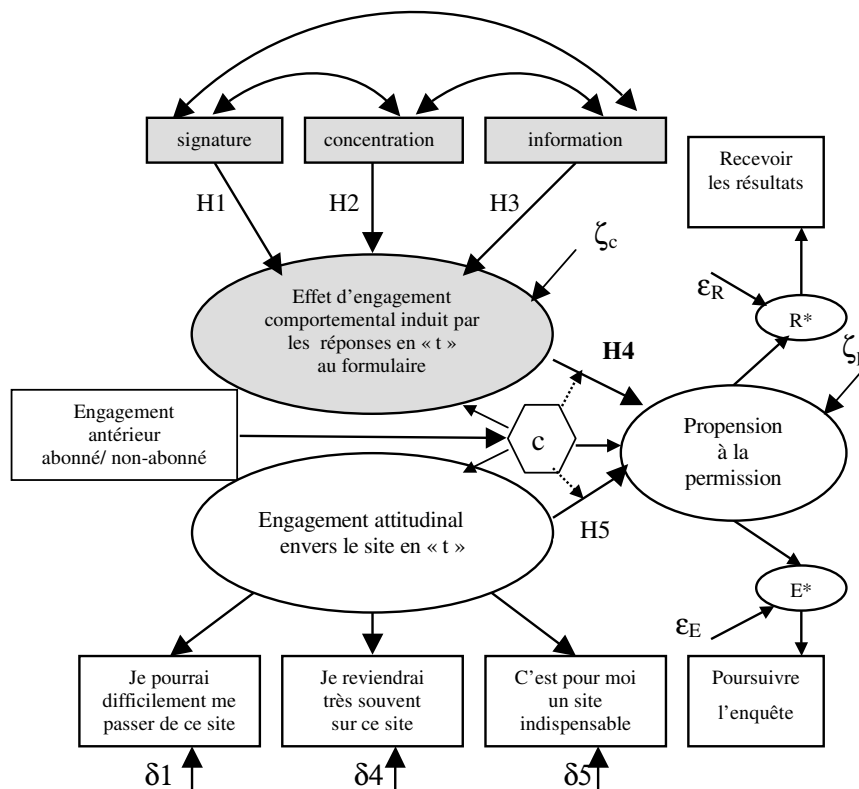 signature
concentration
information
Recevoir
les résultats
H1
H2
H3
ζc
εR
R*
Effet d'engagement
comportemental induit par
les réponses en « t »
au formulaire
H4
Engagement
antérieur
abonné/ non-abonné
c
Propension
à la
permission
Engagement attitudinal
envers le site en « t »
H5
E*
εE
Je pourrai
difficilement me
passer de ce site
Je reviendrai
très souvent
sur ce site
C'est pour moi
un site
indispensable
Poursuivre
l'enquête
δ1
δ4
δ5